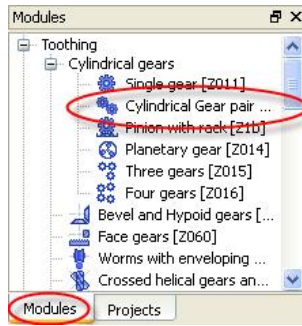 Modules
Toothing
Cylindrical gears
Single gear [Z011]
Cylindrical Gear pair ...
Pinion with rack [Z1b]
Planetary gear [Z014]
Three gears [Z015]
Four gears [Z016]
Bevel and Hypoid gears [...
Face gears [Z060]
Worms with enveloping ...
Crossed helical gears an...
Modules Projects